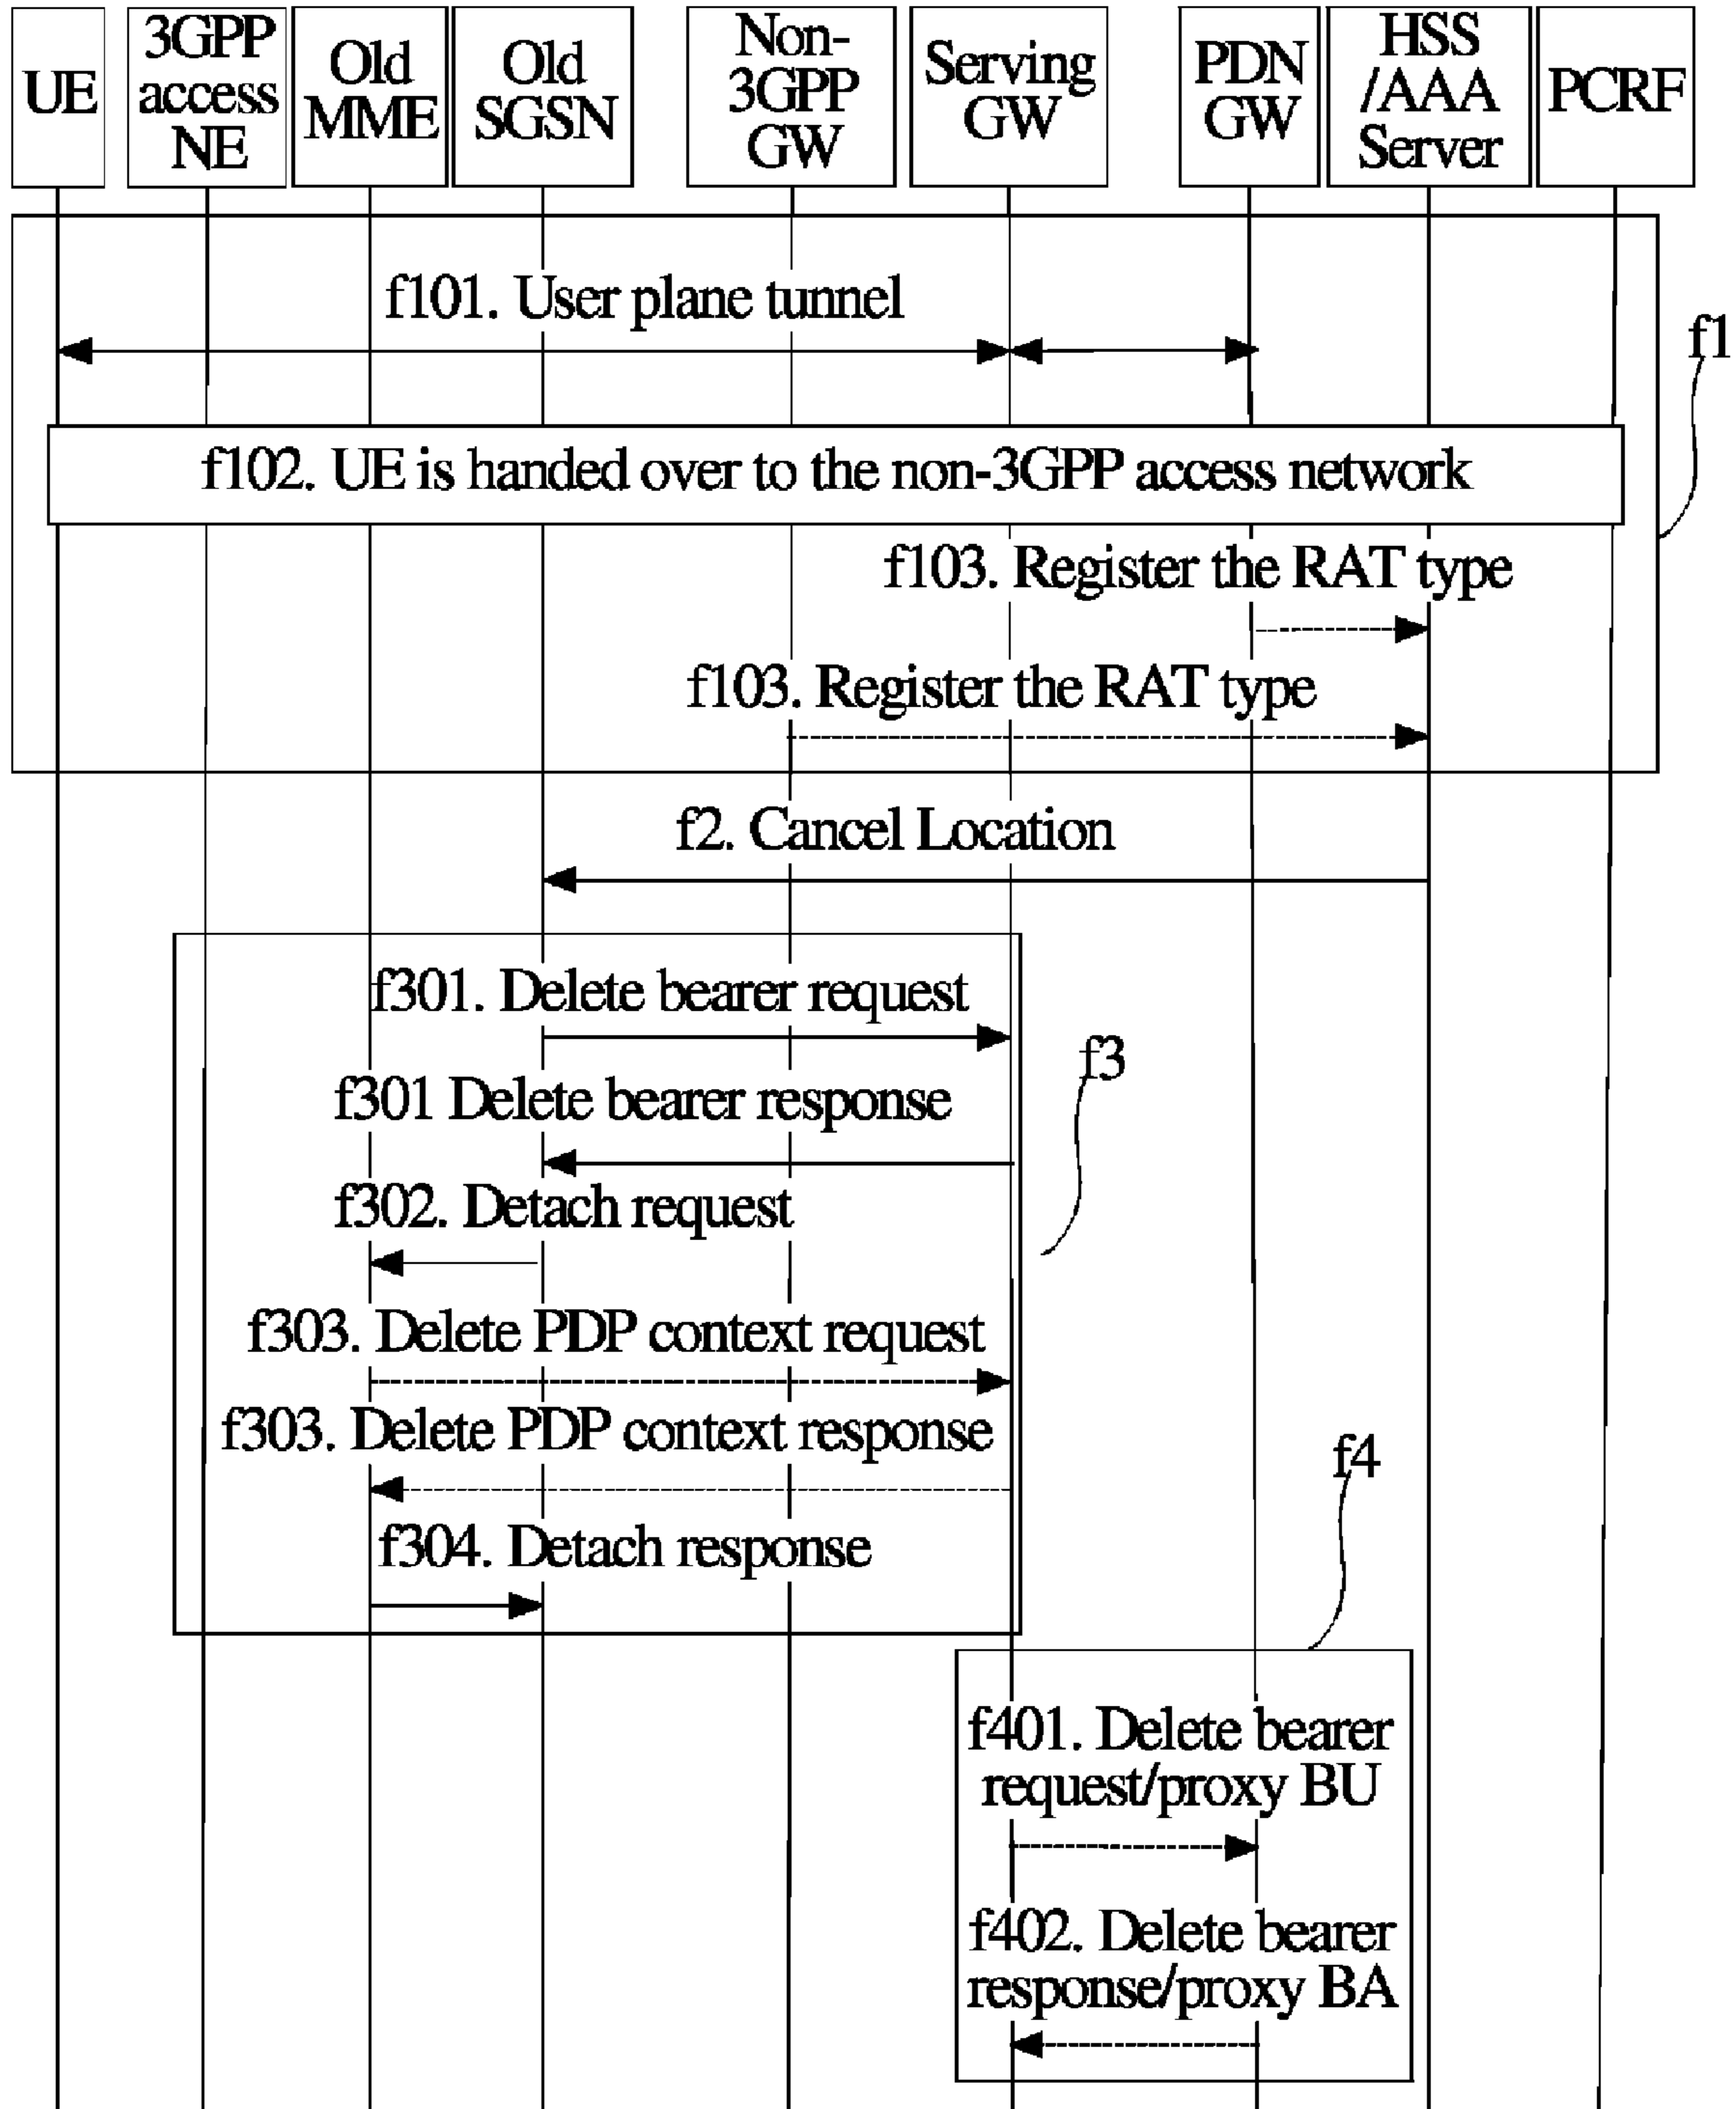 UE
3GPP
access
NE
Old
MME
Old
SGSN
Non-
3GPP
GW
Serving
GW
PDN
GW
HSS
/AAA
Server
PCRF
f101. User plane tunnel
f1
f102. UE is handed over to the non-3GPP access network
f103. Register the RAT type
f103. Register the RAT type
f2. Cancel Location
f301. Delete bearer request
f3
f301 Delete bearer response
f302. Detach request
f303. Delete PDP context request
f303. Delete PDP context response
f4
f304. Detach response
f401. Delete bearer
request/proxy BU
f402. Delete bearer
response/proxy BA